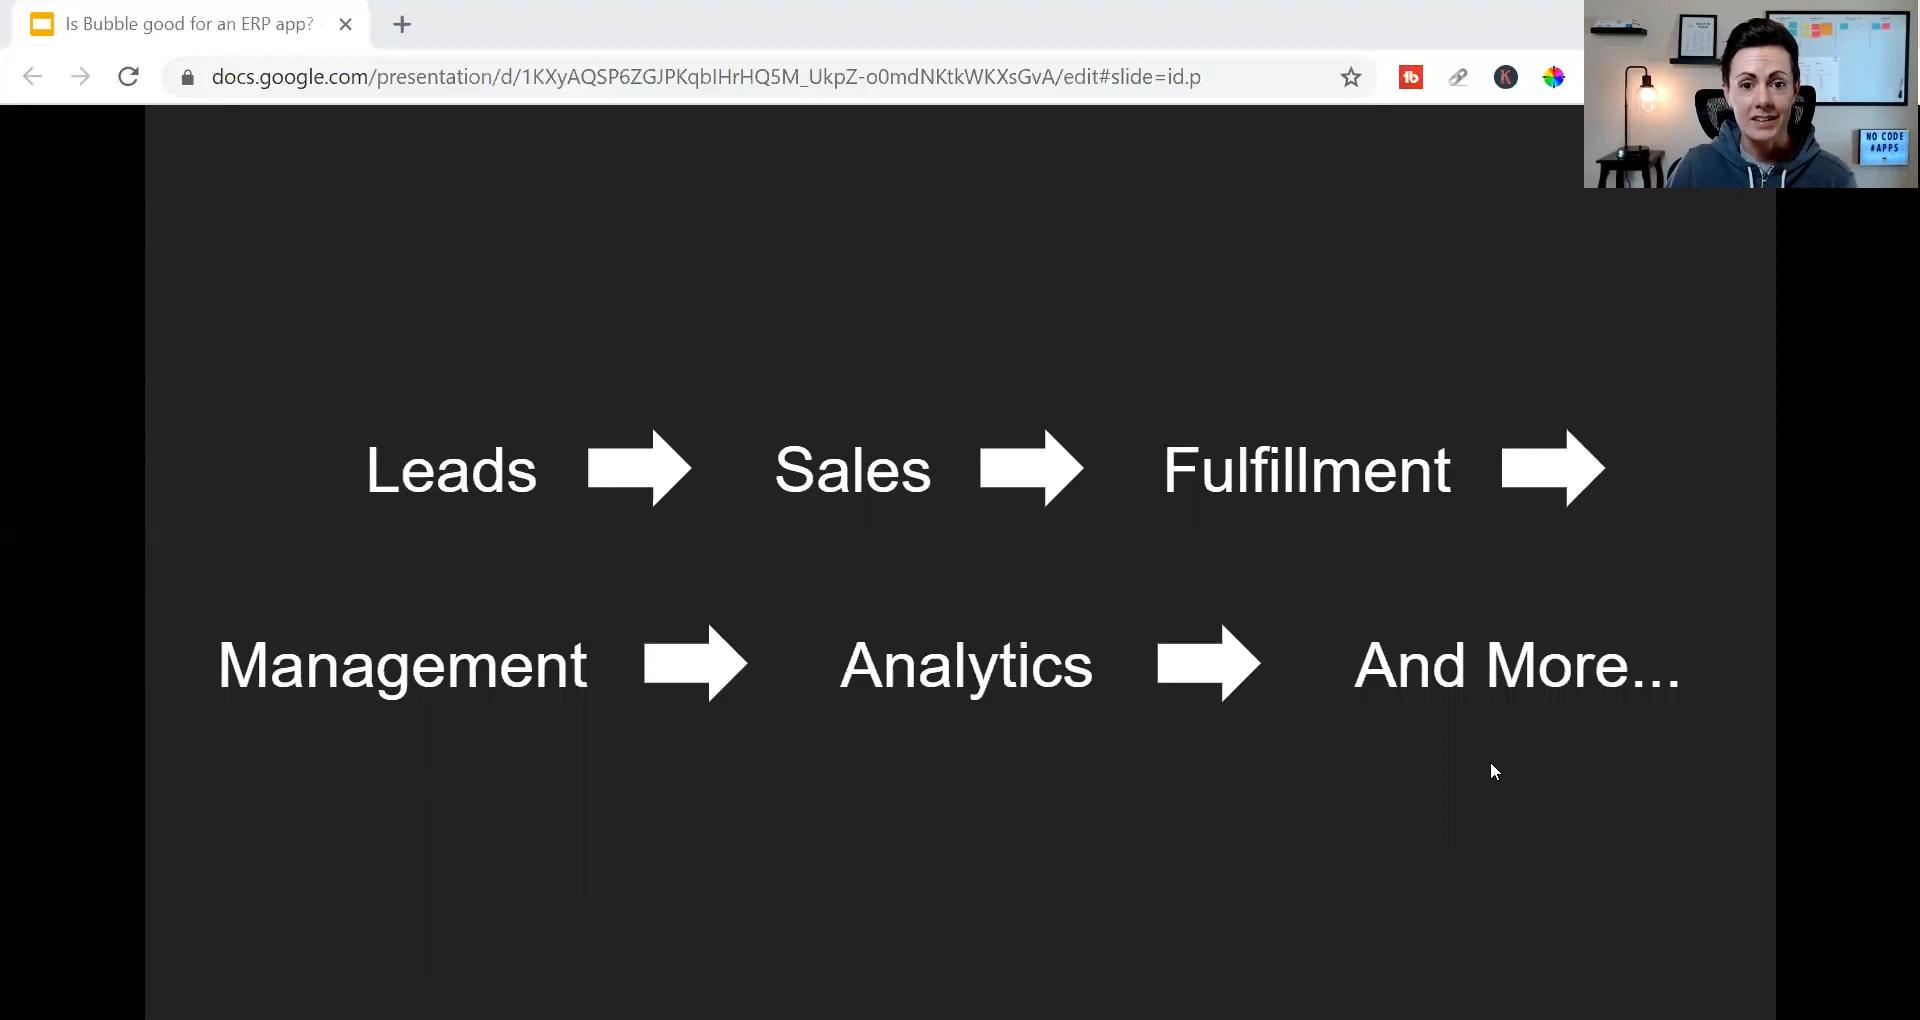 Is Bubble good for an ERP app?
docs.google.com/presentation/d/1KXyAQSP6ZGJPKqbIHrHQ5M_UkpZ-o0mdNKtkWKXsGvA/edit#slide=id.p
NO CODE
#APPS
Leads Sales Fulfillment
Management Analytics And More...